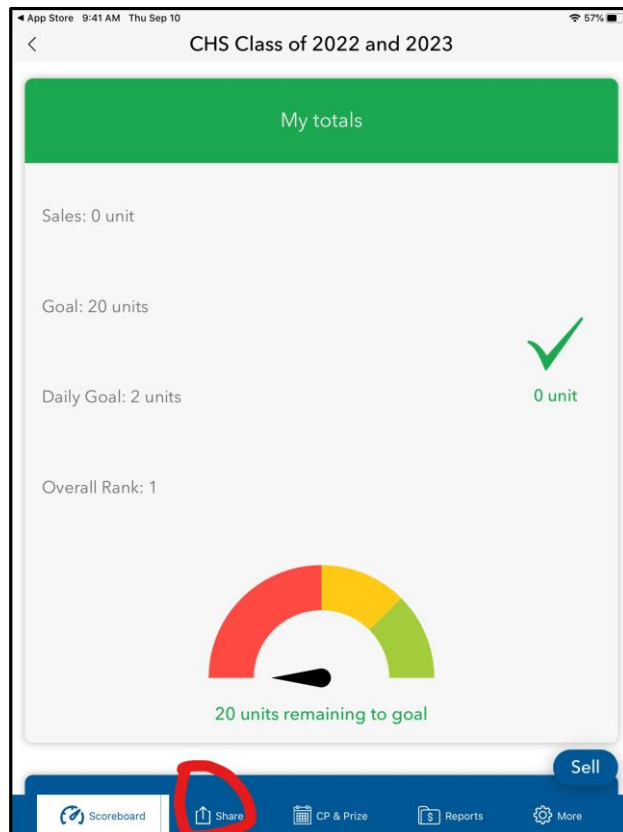 ◄ App Store 9:41 AM Thu Sep 10 57%
CHS Class of 2022 and 2023
My totals
Sales: 0 unit
Goal: 20 units
Daily Goal: 2 units
0 unit
Overall Rank: 1
20 units remaining to goal
Sell
Scoreboard Share CP & Prize Reports More